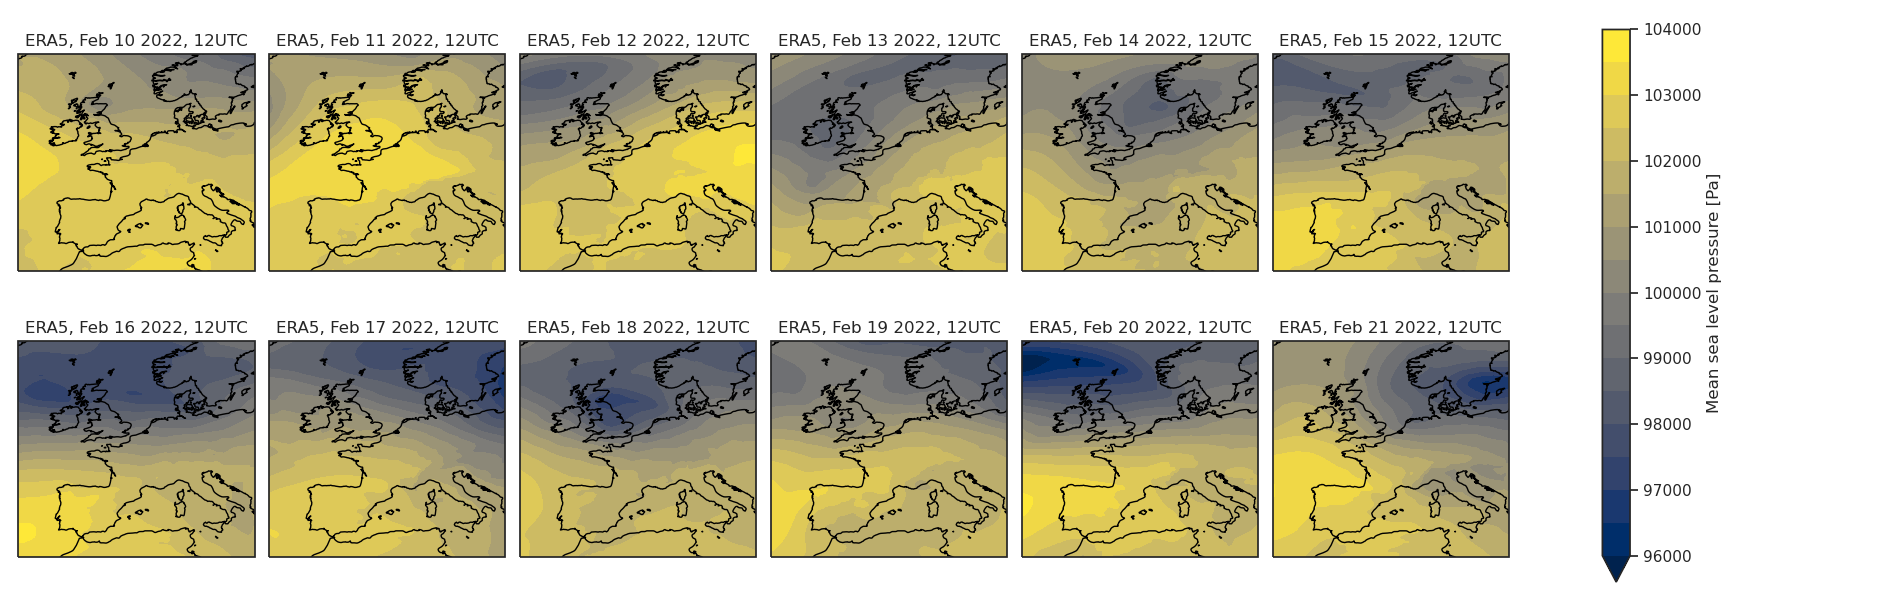 ERA5, Feb 10 2022, 12UTC
ERA5, Feb 11 2022, 12UTC
ERA5, Feb 12 2022, 12UTC
ERA5, Feb 13 2022, 12UTC
ERA5, Feb 14 2022, 12UTC
ERA5, Feb 15 2022, 12UTC
ERA5, Feb 16 2022, 12UTC
ERA5, Feb 17 2022, 12UTC
ERA5, Feb 18 2022, 12UTC
ERA5, Feb 19 2022, 12UTC
ERA5, Feb 20 2022, 12UTC
ERA5, Feb 21 2022, 12UTC
104000
103000
102000
101000
100000
99000
98000
97000
96000
Mean sea level pressure [Pa]